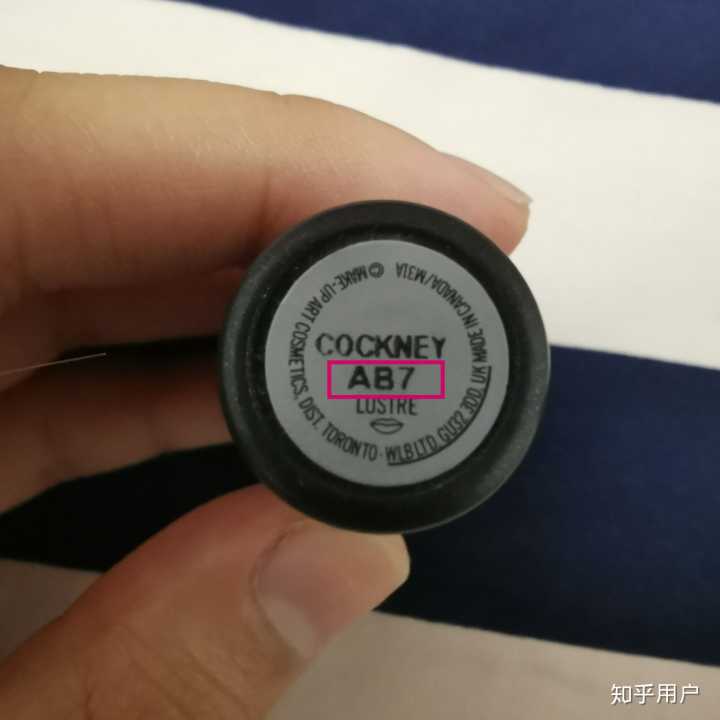 COCKNEY
AB7
LUSTRE
© MAKE-UP ART COSMETICS, DIST. TORONTO · WLB LTD, GU32 3DD, UK MADE IN CANADA/M31A
知乎用户